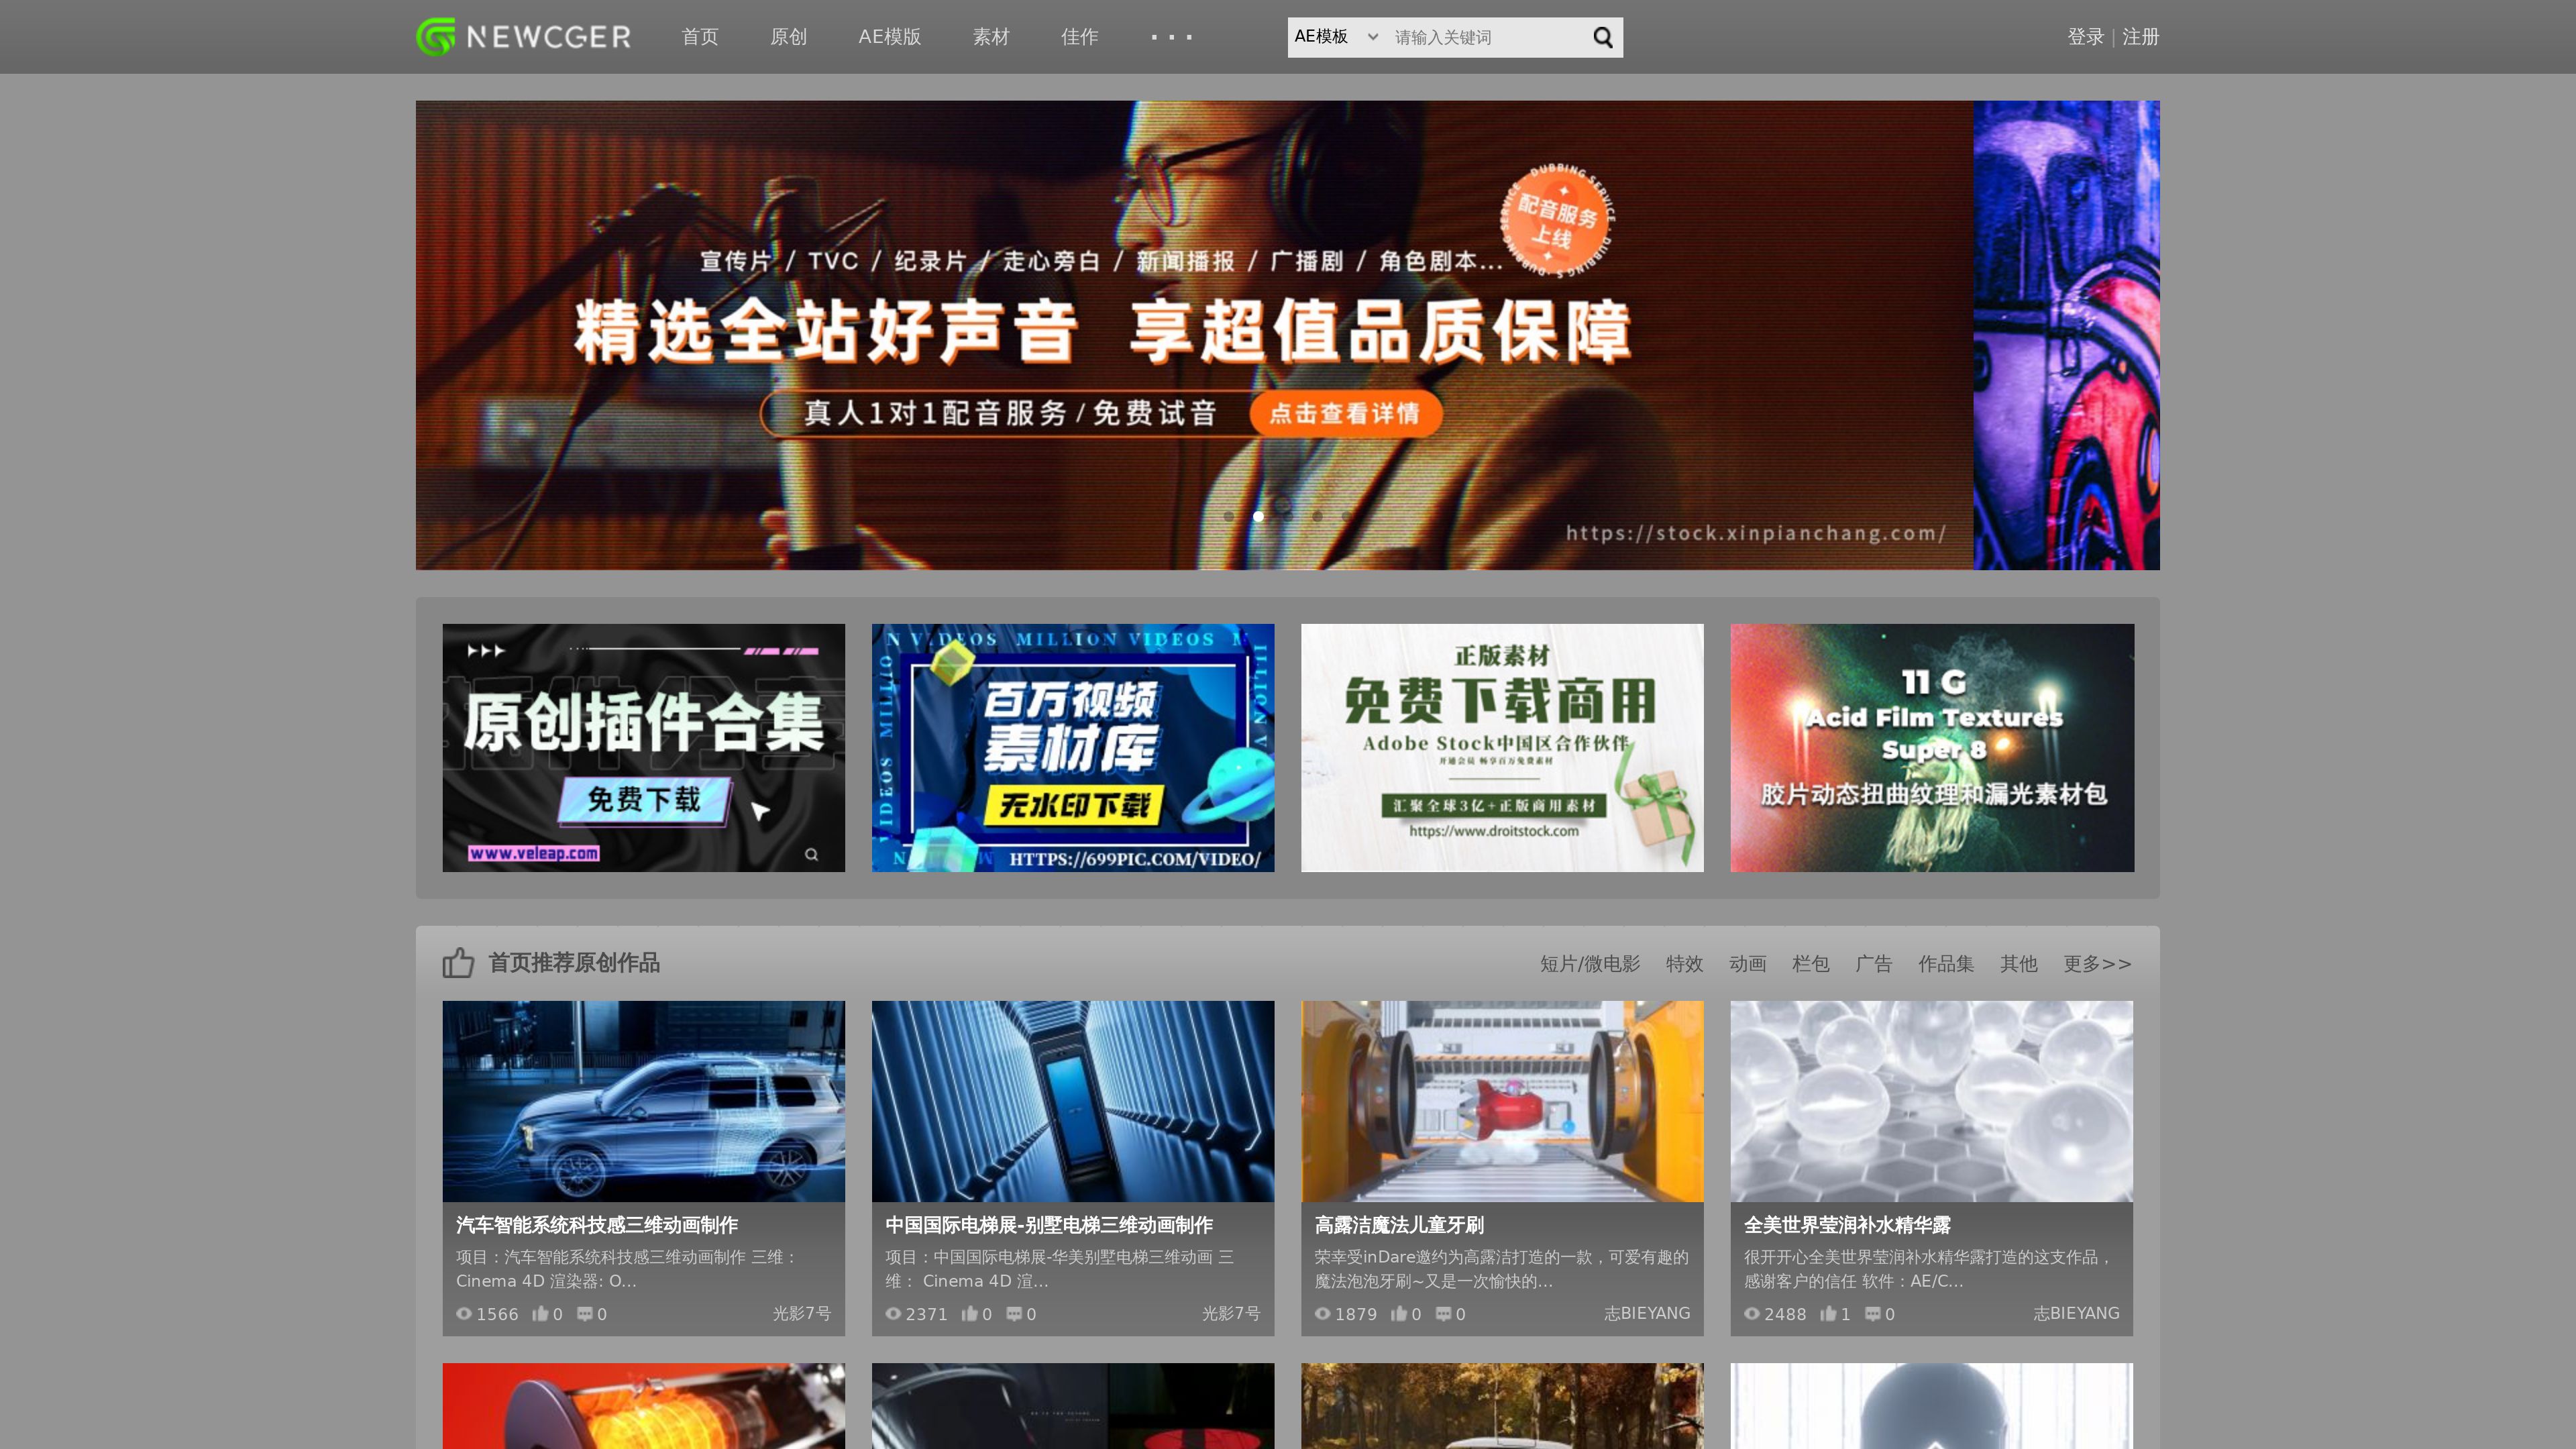 NEWCGER
首页 原创 AE模版 素材 佳作 ···
AE模板 请输入关键词
登录 | 注册
DUBBING SERVICE
配音服务
上线
宣传片 / TVC / 纪录片 / 走心旁白 / 新闻播报 / 广播剧 / 角色剧本...
精选全站好声音 享超值品质保障
真人1对1配音服务 / 免费试音 点击查看详情
https://stock.xinpianchang.com/
原创插件合集
免费下载
www.veleap.com
MILLION VIDEOS
百万视频
素材库
无水印下载
HTTPS://699PIC.COM/VIDEO/
正版素材
免费下载商用
Adobe Stock中国区合作伙伴
开通会员 畅享百万免费素材
汇聚全球3亿+正版商用素材
https://www.droitstock.com
11 G
Acid Film Textures
Super 8
胶片动态扭曲纹理和漏光素材包
首页推荐原创作品
短片/微电影 特效 动画 栏包 广告 作品集 其他 更多>>
汽车智能系统科技感三维动画制作
项目：汽车智能系统科技感三维动画制作 三维：
Cinema 4D 渲染器: O...
1566 0 0 光影7号
中国国际电梯展-别墅电梯三维动画制作
项目：中国国际电梯展-华美别墅电梯三维动画 三
维： Cinema 4D 渲...
2371 0 0 光影7号
高露洁魔法儿童牙刷
荣幸受inDare邀约为高露洁打造的一款，可爱有趣的
魔法泡泡牙刷~又是一次愉快的...
1879 0 0 志BIEYANG
全美世界莹润补水精华露
很开开心全美世界莹润补水精华露打造的这支作品，
感谢客户的信任 软件：AE/C...
2488 1 0 志BIEYANG